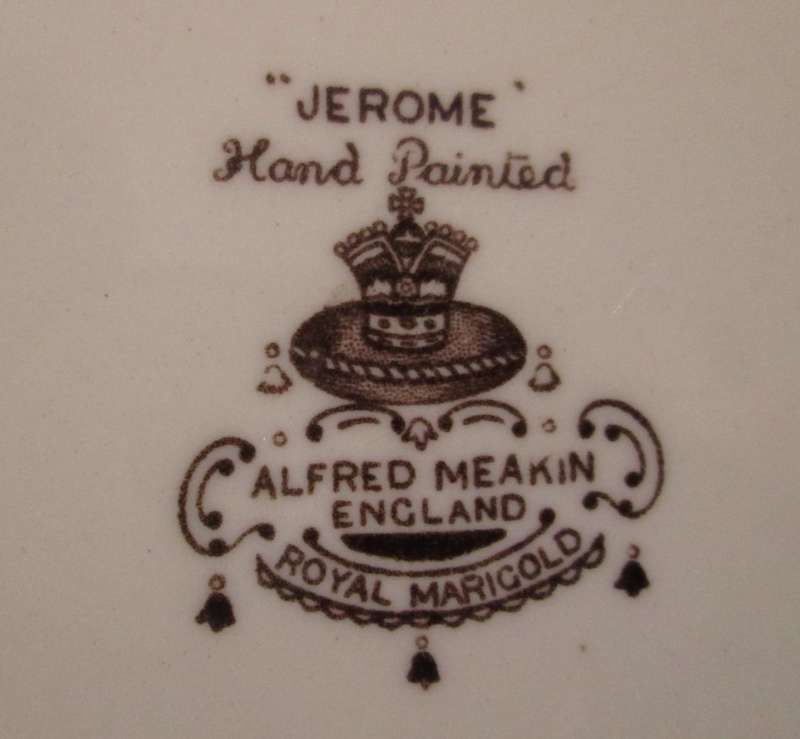 "JEROME"
Hand Painted
ALFRED MEAKIN
ENGLAND
ROYAL MARIGOLD